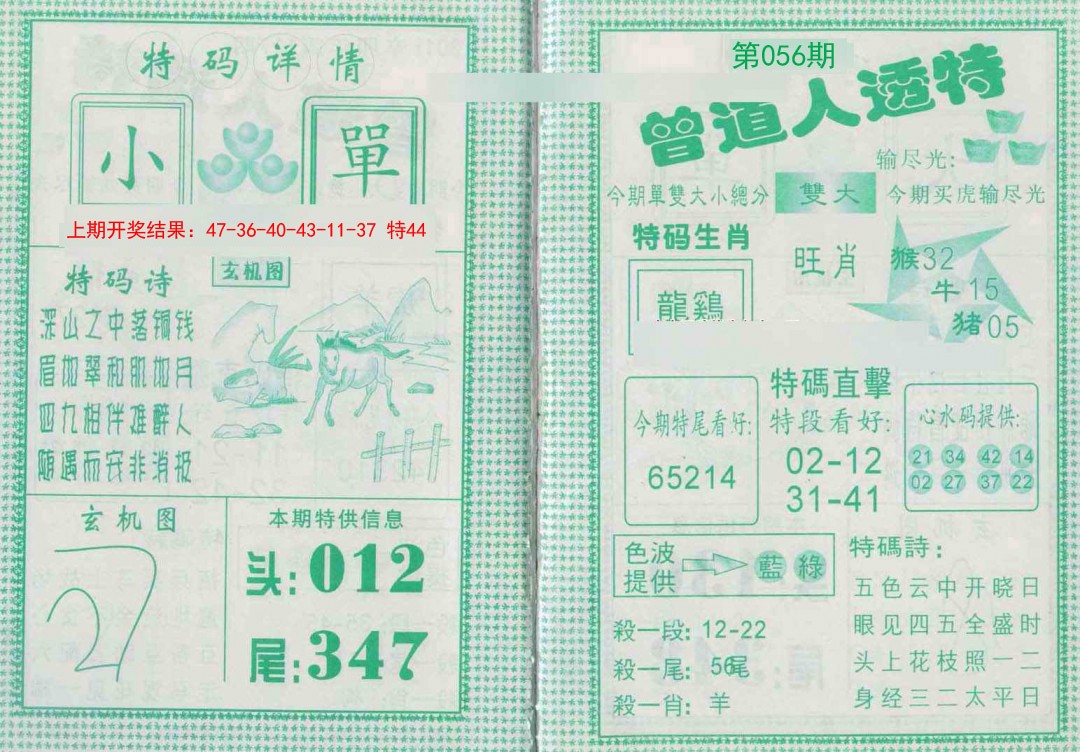 特码详情
小 單
上期开奖结果：47-36-40-43-11-37 特44
特码诗
深山之中落铜钱
眉如翠和肌如月
四九相伴难醉人
随遇而安非消极
玄机图
玄机图
本期特供信息
头:012
尾:347
第056期
曾道人透特
输尽光:
今期單雙大小總分 雙大 今期买虎输尽光
特码生肖
龍鷄
旺肖
猴32
牛15
猪05
今期特尾看好:
65214
特碼直擊
特段看好:
02-12
31-41
心水码提供:
21 34 42 14
02 27 37 22
色波
提供
藍 綠
殺一段: 12-22
殺一尾: 56尾
殺一肖: 羊
特碼詩:
五色云中开晓日
眼见四五全盛时
头上花枝照一二
身经三二太平日